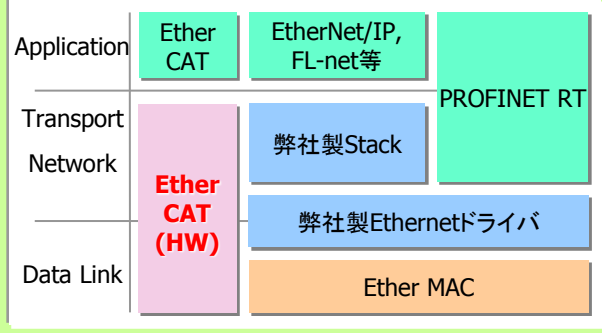 Application
Ether
CAT
EtherNet/IP,
FL-net等
PROFINET RT
Transport
Network
弊社製Stack
Ether
CAT
(HW)
弊社製Ethernetドライバ
Data Link
Ether MAC